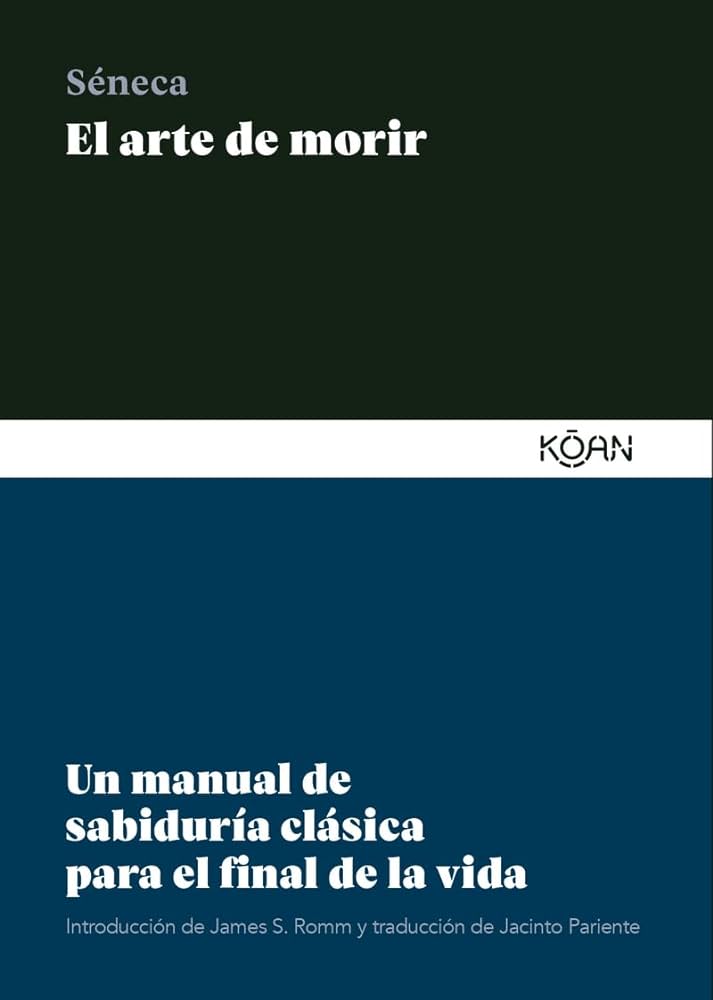 Séneca
El arte de morir
KŌAN
Un manual de
sabiduría clásica
para el final de la vida
Introducción de James S. Romm y traducción de Jacinto Pariente